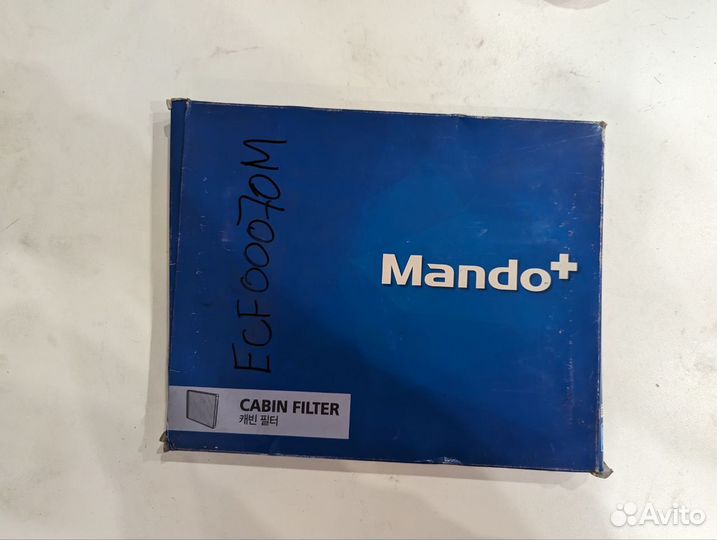 ECF00070M
Mando+
CABIN FILTER
캐빈 필터
Avito